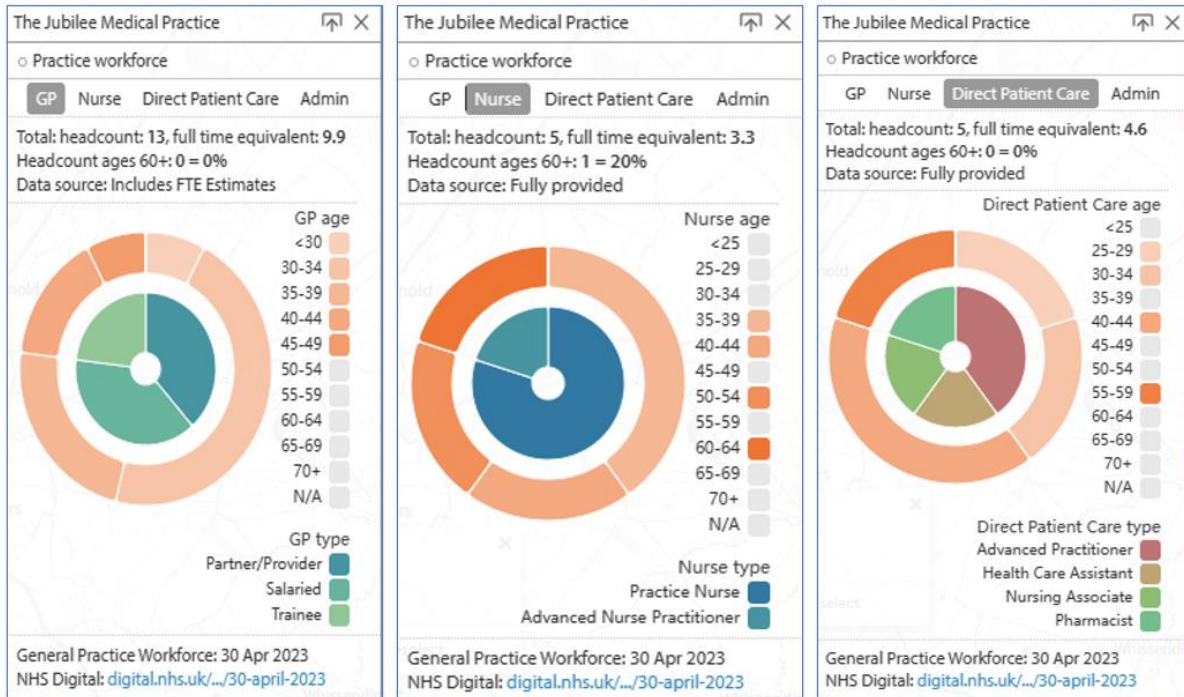 The Jubilee Medical Practice
Practice workforce
GP Nurse Direct Patient Care Admin
Total: headcount: 13, full time equivalent: 9.9
Headcount ages 60+: 0 = 0%
Data source: Includes FTE Estimates
GP age
<30
30-34
35-39
40-44
45-49
50-54
55-59
60-64
65-69
70+
N/A
GP type
Partner/Provider
Salaried
Trainee
General Practice Workforce: 30 Apr 2023
NHS Digital: digital.nhs.uk/.../30-april-2023
The Jubilee Medical Practice
Practice workforce
GP Nurse Direct Patient Care Admin
Total: headcount: 5, full time equivalent: 3.3
Headcount ages 60+: 1 = 20%
Data source: Fully provided
Nurse age
<25
25-29
30-34
35-39
40-44
45-49
50-54
55-59
60-64
65-69
70+
N/A
Nurse type
Practice Nurse
Advanced Nurse Practitioner
General Practice Workforce: 30 Apr 2023
NHS Digital: digital.nhs.uk/.../30-april-2023
The Jubilee Medical Practice
Practice workforce
GP Nurse Direct Patient Care Admin
Total: headcount: 5, full time equivalent: 4.6
Headcount ages 60+: 0 = 0%
Data source: Fully provided
Direct Patient Care age
<25
25-29
30-34
35-39
40-44
45-49
50-54
55-59
60-64
65-69
70+
N/A
Direct Patient Care type
Advanced Practitioner
Health Care Assistant
Nursing Associate
Pharmacist
General Practice Workforce: 30 Apr 2023
NHS Digital: digital.nhs.uk/.../30-april-2023